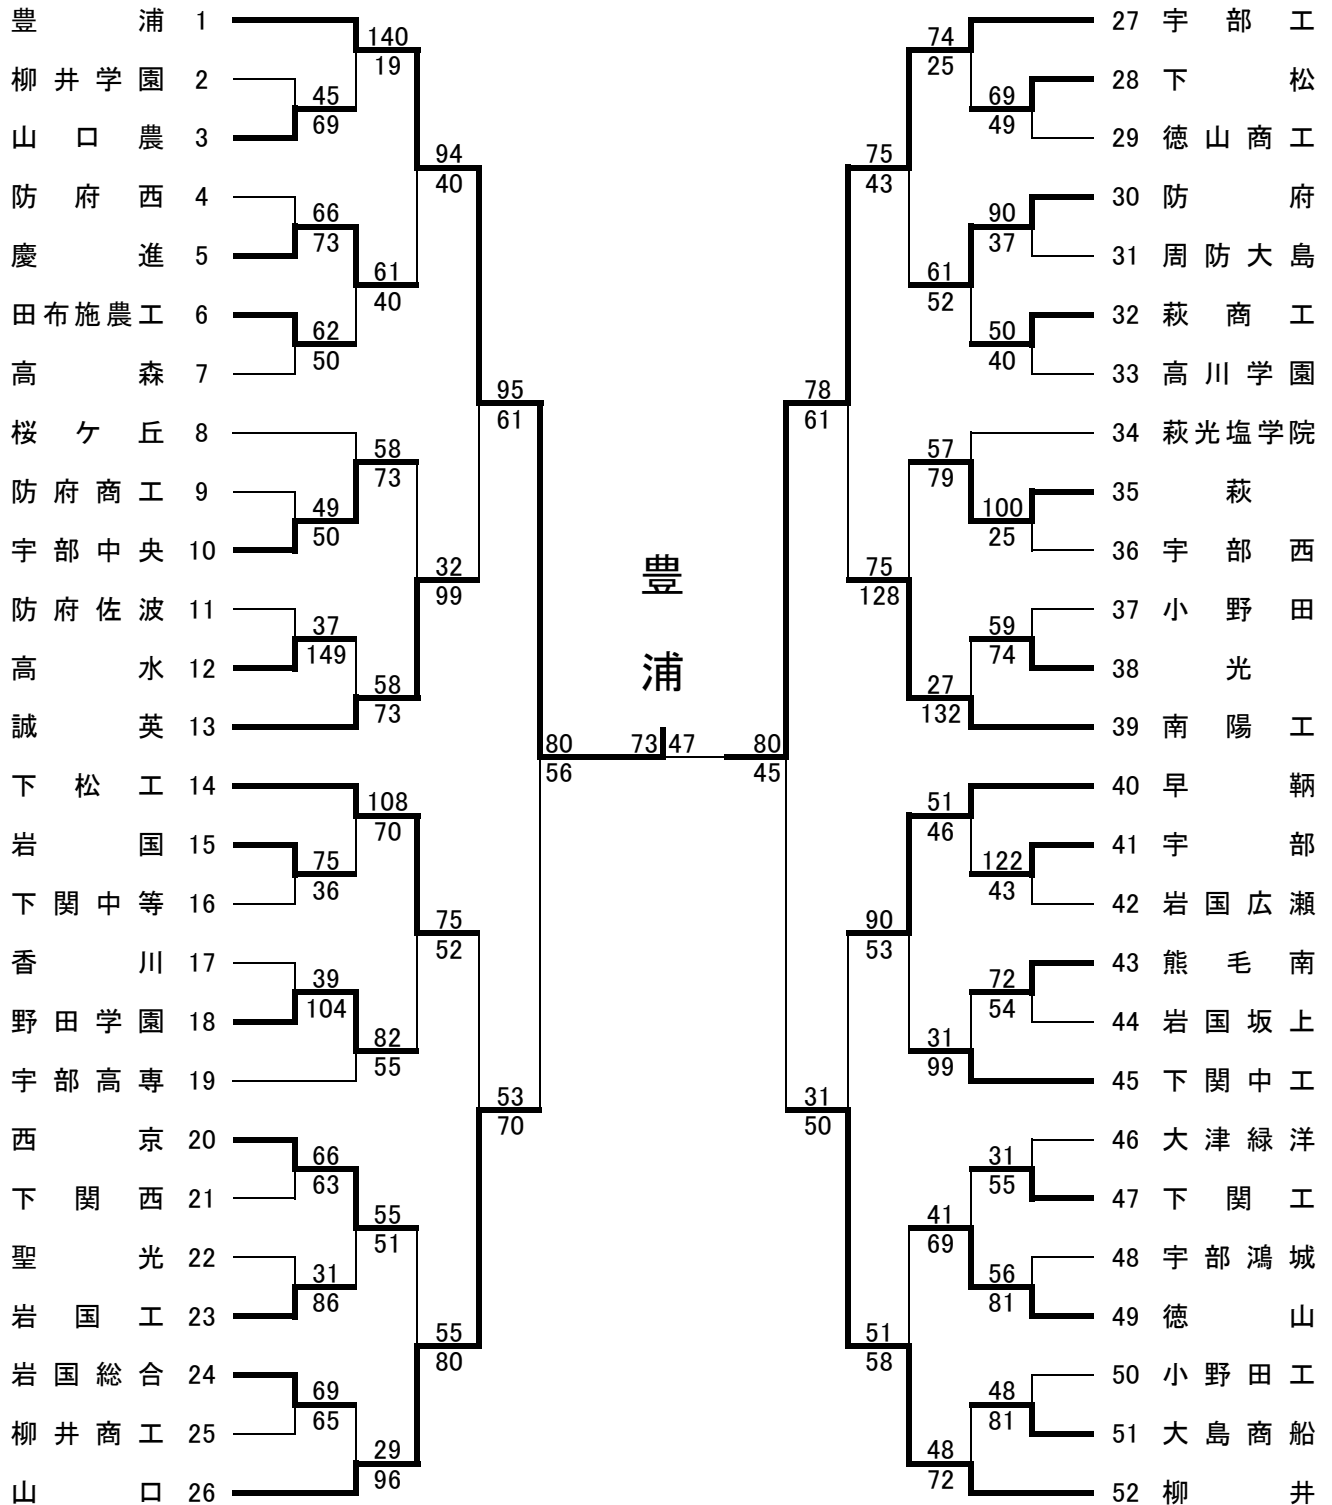 豊浦 1
柳井学園 2
山口農 3
防府西 4
慶進 5
田布施農工 6
高森 7
桜ケ丘 8
防府商工 9
宇部中央 10
防府佐波 11
高水 12
誠英 13
下松工 14
岩国 15
下関中等 16
香川 17
野田学園 18
宇部高専 19
西京 20
下関西 21
聖光 22
岩国工 23
岩国総合 24
柳井商工 25
山口 26
45
69
66
73
62
50
49
50
37
149
75
36
39
104
66
63
31
86
69
65
140
19
61
40
58
73
58
73
108
70
82
55
55
51
29
96
94
40
32
99
75
52
55
80
95
61
53
70
80
56
豊
浦
73 47
80
45
78
61
31
50
75
43
75
128
90
53
51
58
74
25
61
52
57
79
27
132
51
46
31
99
41
69
48
72
69
49
90
37
50
40
100
25
59
74
122
43
72
54
31
55
56
81
48
81
27 宇部工
28 下松
29 徳山商工
30 防府
31 周防大島
32 萩商工
33 高川学園
34 萩光塩学院
35 萩
36 宇部西
37 小野田
38 光
39 南陽工
40 早鞆
41 宇部
42 岩国広瀬
43 熊毛南
44 岩国坂上
45 下関中工
46 大津緑洋
47 下関工
48 宇部鴻城
49 徳山
50 小野田工
51 大島商船
52 柳井